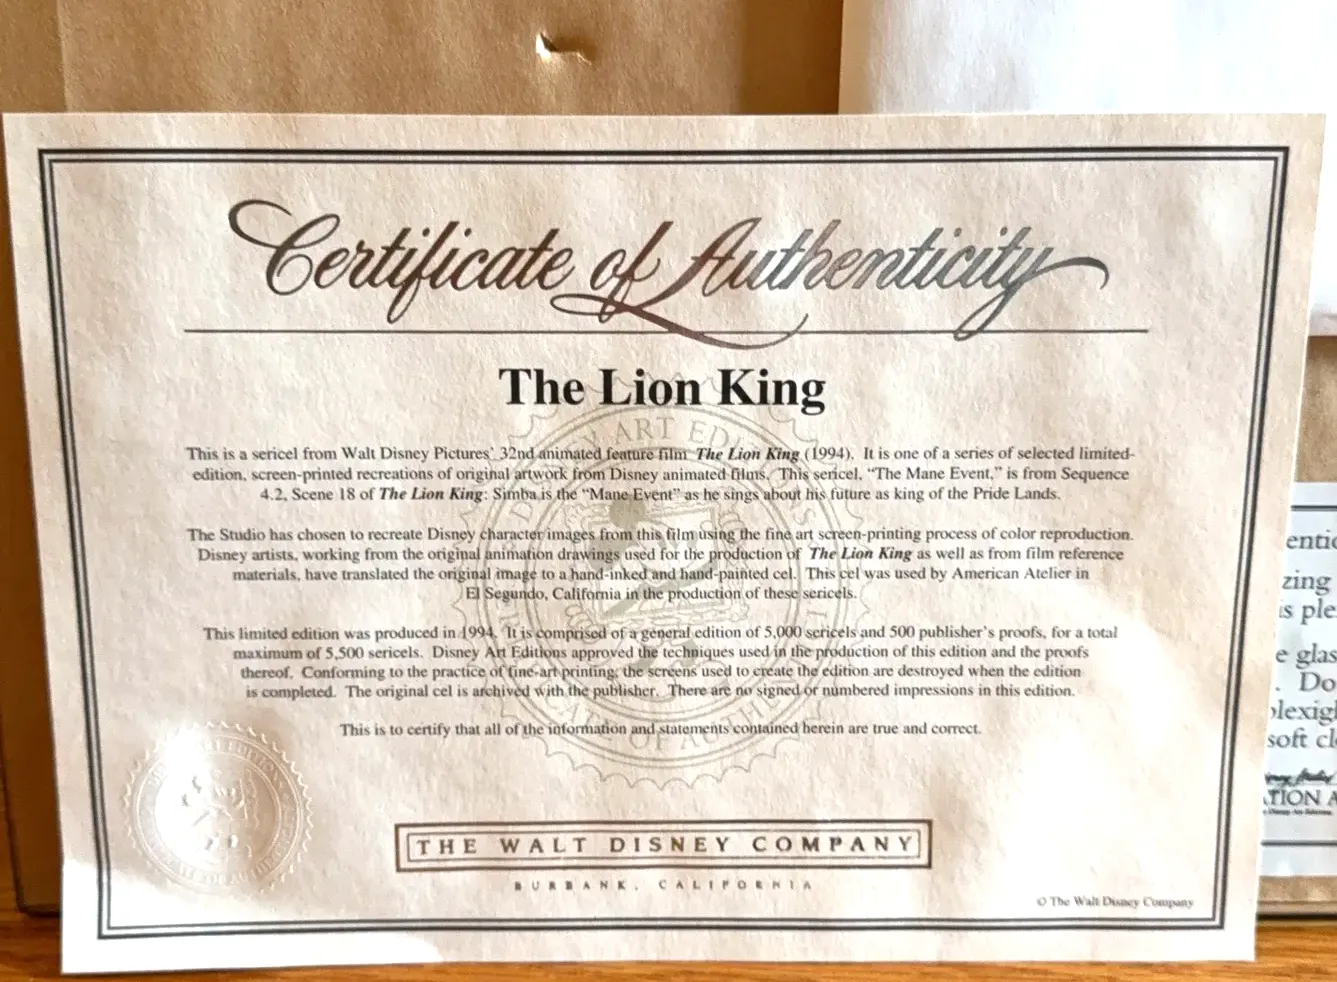 Certificate of Authenticity
The Lion King
This is a sericel from Walt Disney Pictures' 32nd animated feature film The Lion King (1994). It is one of a series of selected limited-
edition, screen-printed recreations of original artwork from Disney animated films. This sericel, “The Mane Event,” is from Sequence
4.2, Scene 18 of The Lion King: Simba is the “Mane Event” as he sings about his future as king of the Pride Lands.
The Studio has chosen to recreate Disney character images from this film using the fine art screen-printing process of color reproduction.
Disney artists, working from the original animation drawings used for the production of The Lion King as well as from film reference
materials, have translated the original image to a hand-inked and hand-painted cel. This cel was used by American Atelier in
El Segundo, California in the production of these sericels.
This limited edition was produced in 1994. It is comprised of a general edition of 5,000 sericels and 500 publisher's proofs, for a total
maximum of 5,500 sericels. Disney Art Editions approved the techniques used in the production of this edition and the proofs
thereof. Conforming to the practice of fine-art printing, the screens used to create the edition are destroyed when the edition
is completed. The original cel is archived with the publisher. There are no signed or numbered impressions in this edition.
This is to certify that all of the information and statements contained herein are true and correct.
THE WALT DISNEY COMPANY
BURBANK, CALIFORNIA
© The Walt Disney Company
DISNEY ART EDITIONS
entic
zing
s ple
e glas
. Do
plexigl
soft cl
TION A